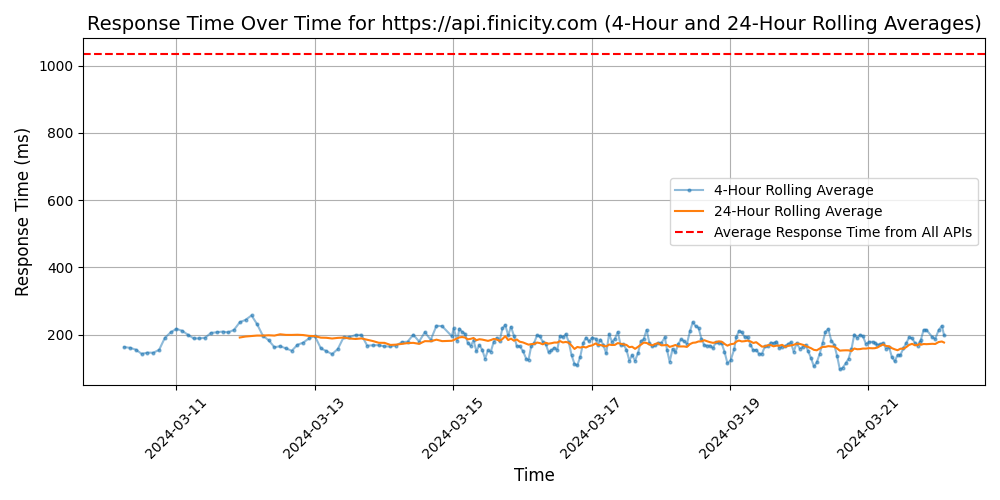 Response Time Over Time for https://api.finicity.com (4-Hour and 24-Hour Rolling Averages)
Response Time (ms)
1000
800
600
400
200
4-Hour Rolling Average
24-Hour Rolling Average
Average Response Time from All APIs
2024-03-11
2024-03-13
2024-03-15
2024-03-17
2024-03-19
2024-03-21
Time